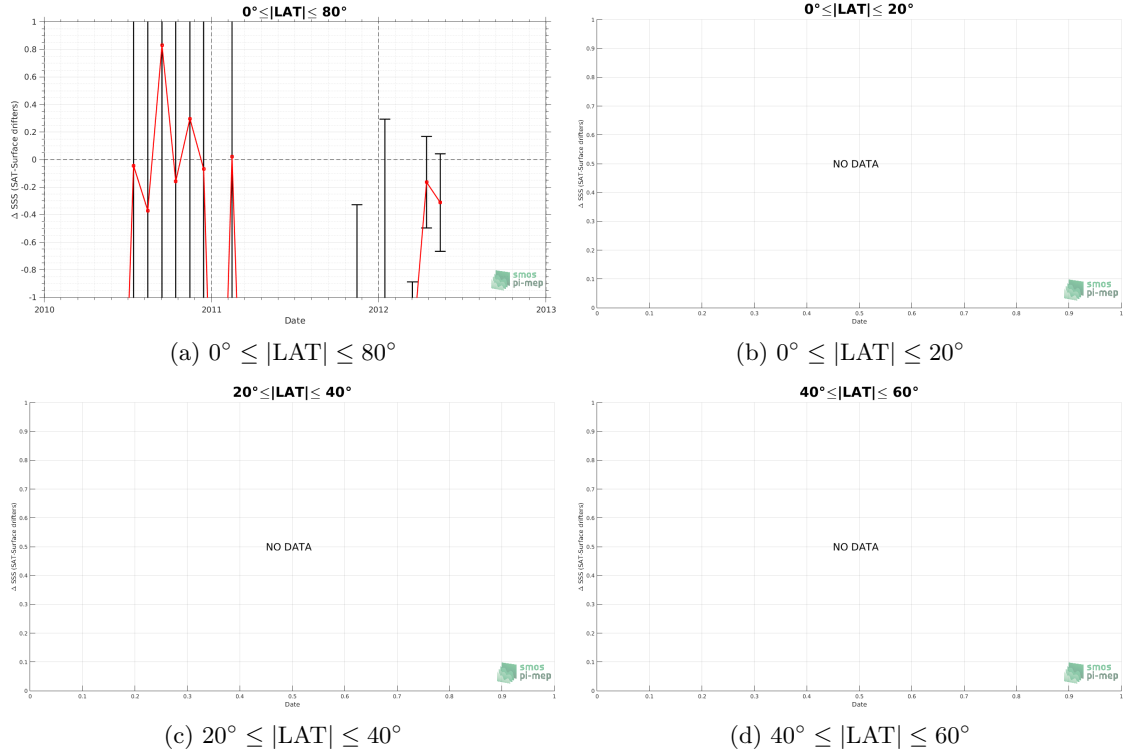 0°≤|LAT|≤ 80°
1
0.8
0.6
0.4
0.2
0
-0.2
-0.4
-0.6
-0.8
-1
Δ SSS (SAT-Surface drifters)
2010
2011
2012
2013
Date
smos
pi-mep
(a) 0° ≤ |LAT| ≤ 80°
0°≤|LAT|≤ 20°
1
0.9
0.8
0.7
0.6
0.5
0.4
0.3
0.2
0.1
0
Δ SSS (SAT-Surface drifters)
NO DATA
0 0.1 0.2 0.3 0.4 0.5 0.6 0.7 0.8 0.9 1
Date
smos
pi-mep
(b) 0° ≤ |LAT| ≤ 20°
20°≤|LAT|≤ 40°
1
0.9
0.8
0.7
0.6
0.5
0.4
0.3
0.2
0.1
0
Δ SSS (SAT-Surface drifters)
NO DATA
0 0.1 0.2 0.3 0.4 0.5 0.6 0.7 0.8 0.9 1
Date
smos
pi-mep
(c) 20° ≤ |LAT| ≤ 40°
40°≤|LAT|≤ 60°
1
0.9
0.8
0.7
0.6
0.5
0.4
0.3
0.2
0.1
0
Δ SSS (SAT-Surface drifters)
NO DATA
0 0.1 0.2 0.3 0.4 0.5 0.6 0.7 0.8 0.9 1
Date
smos
pi-mep
(d) 40° ≤ |LAT| ≤ 60°